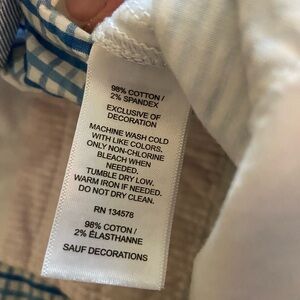 98% COTTON /
2% SPANDEX
EXCLUSIVE OF
DECORATION
MACHINE WASH COLD
WITH LIKE COLORS.
ONLY NON-CHLORINE
BLEACH WHEN
NEEDED.
TUMBLE DRY LOW.
WARM IRON IF NEEDED.
DO NOT DRY CLEAN.
RN 134578
98% COTON /
2% ÉLASTHANNE
SAUF DECORATIONS